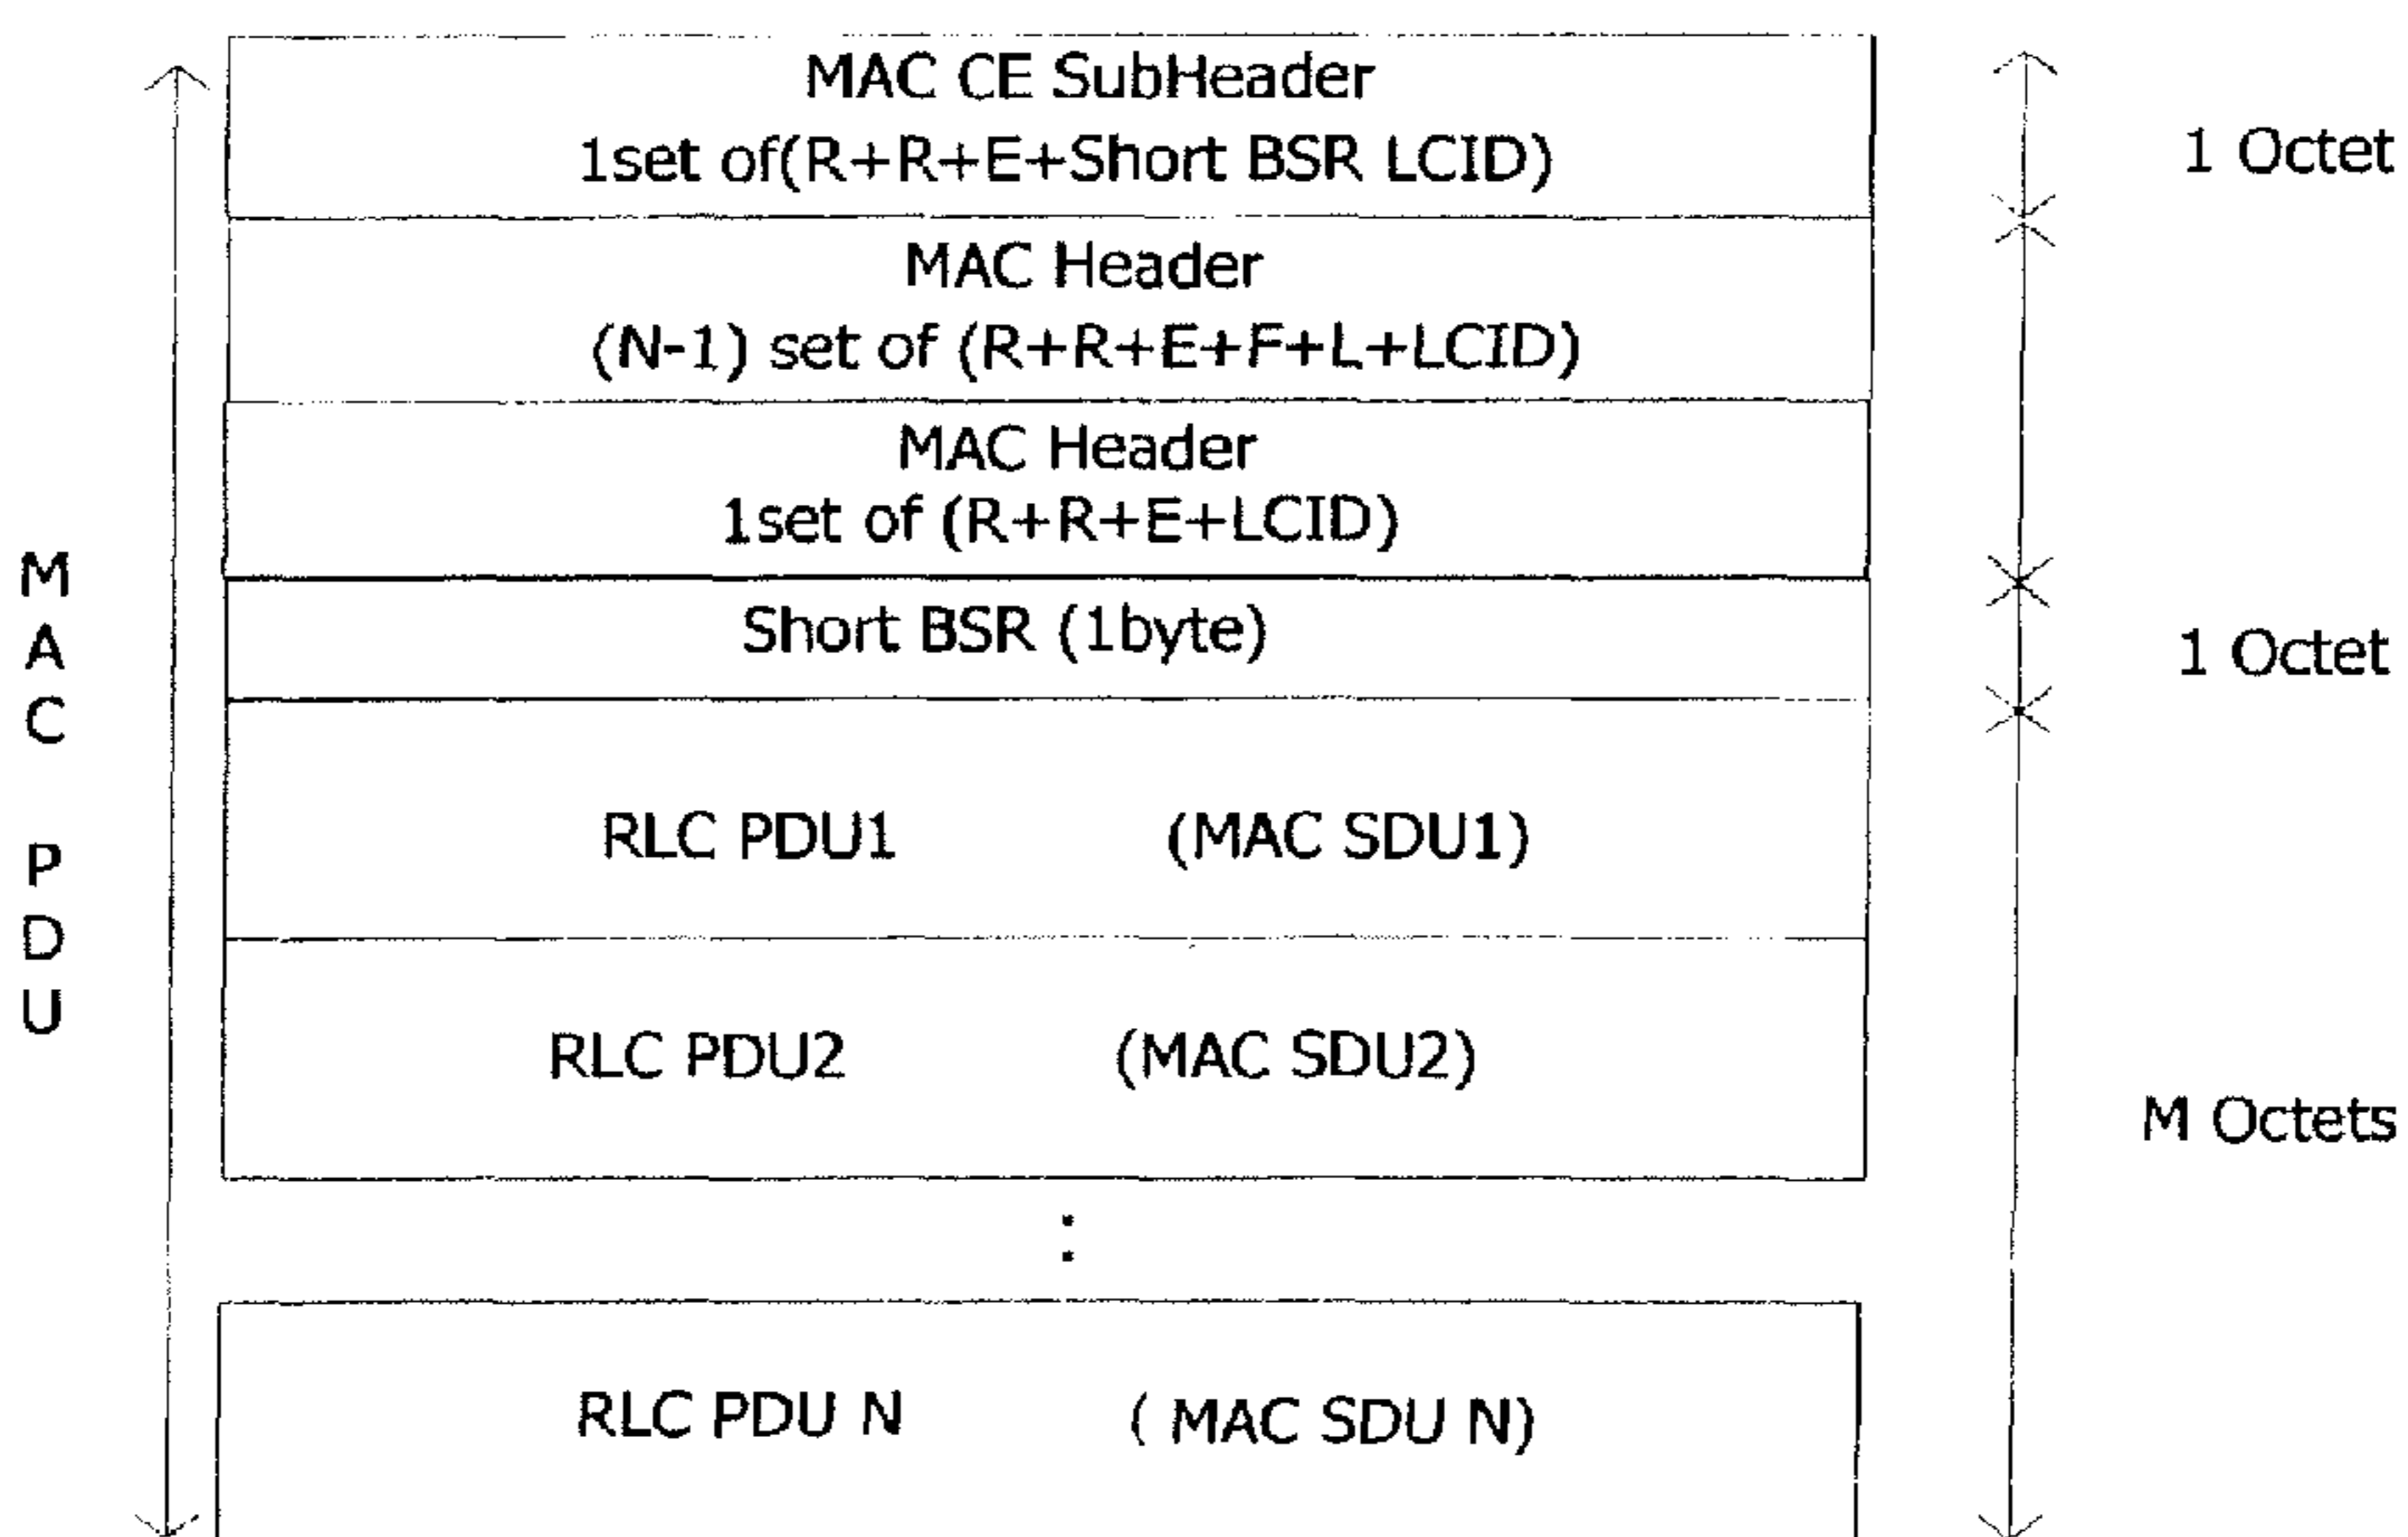 MAC CE SubHeader
1set of(R+R+E+Short BSR LCID)
1 Octet
MAC Header
(N-1) set of (R+R+E+F+L+LCID)
MAC Header
1set of (R+R+E+LCID)
Short BSR (1byte)
1 Octet
RLC PDU1 (MAC SDU1)
RLC PDU2 (MAC SDU2)
M Octets
:
RLC PDU N ( MAC SDU N)
MAC PDU